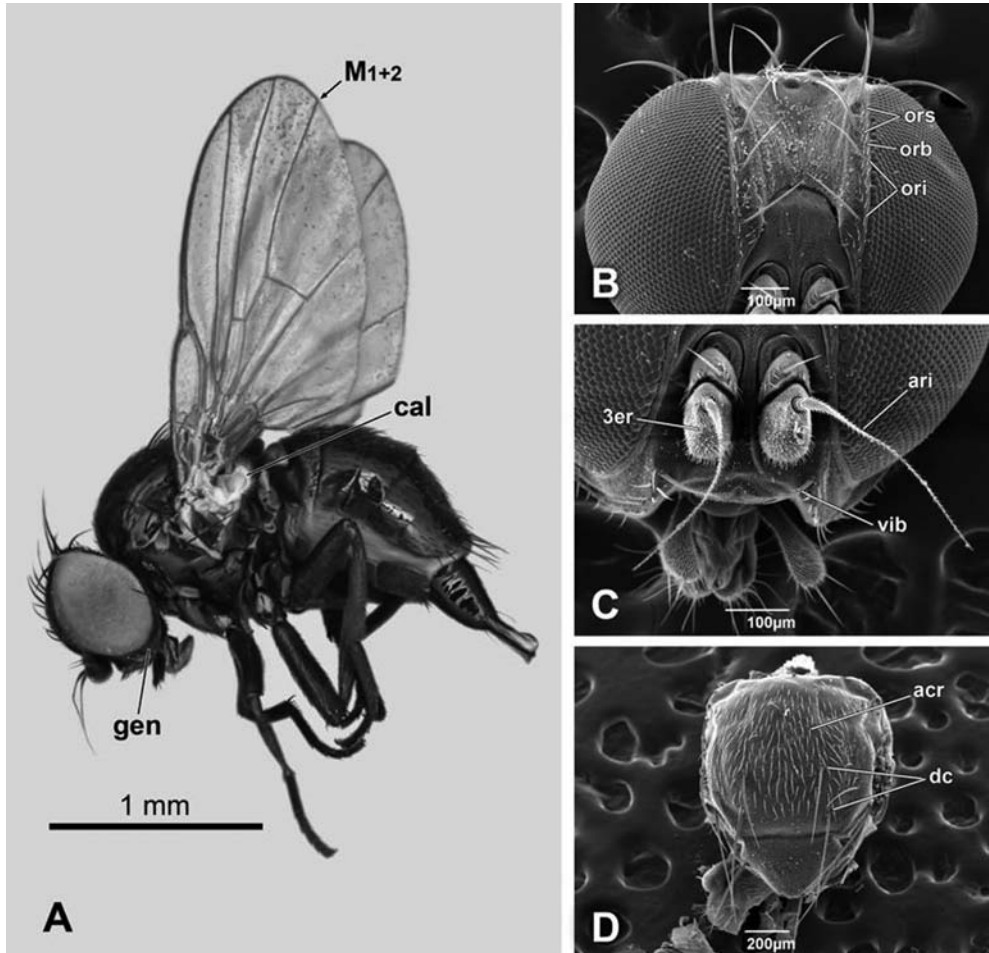 M1+2
cal
gen
1 mm
A
ors
orb
ori
B
100µm
3er
ari
vib
C
100µm
acr
dc
D
200µm